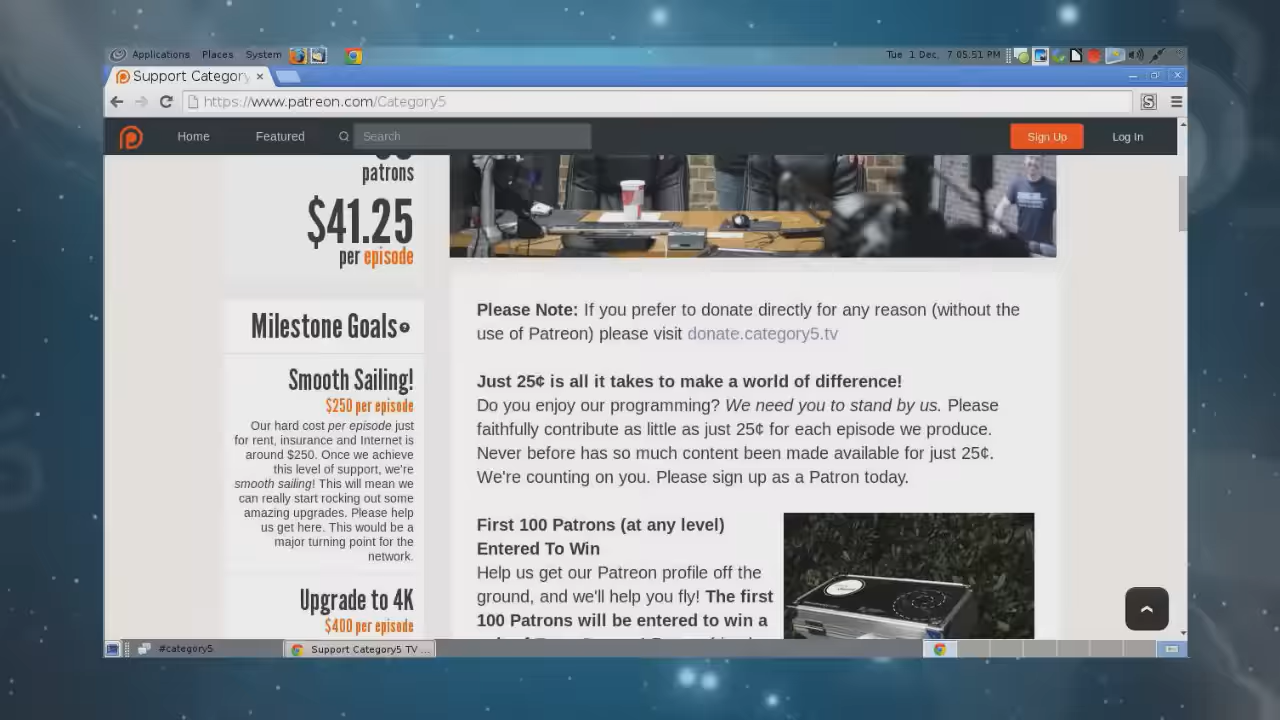 Applications Places System
Tue 1 Dec, 7:05:51 PM
Support Category
https://www.patreon.com/Category5
Home Featured Search Sign Up Log In
patrons
$41.25
per episode
Milestone Goals
Smooth Sailing!
$250 per episode
Our hard cost per episode just
for rent, insurance and Internet is
around $250. Once we achieve
this level of support, we're
smooth sailing! This will mean we
can really start rocking out some
amazing upgrades. Please help
us get here. This would be a
major turning point for the
network.
Upgrade to 4K
$400 per episode
Please Note: If you prefer to donate directly for any reason (without the
use of Patreon) please visit donate.category5.tv
Just 25¢ is all it takes to make a world of difference!
Do you enjoy our programming? We need you to stand by us. Please
faithfully contribute as little as just 25¢ for each episode we produce.
Never before has so much content been made available for just 25¢.
We're counting on you. Please sign up as a Patron today.
First 100 Patrons (at any level)
Entered To Win
Help us get our Patreon profile off the
ground, and we'll help you fly! The first
100 Patrons will be entered to win a
#category5
Support Category5 TV ...